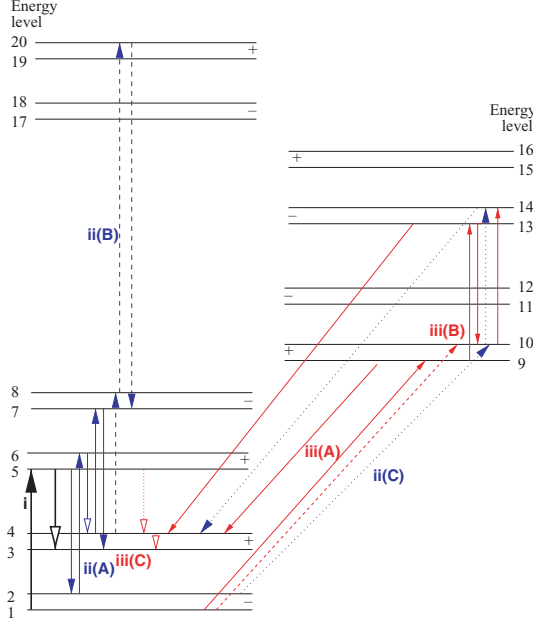 Energy
level
20
+
19
18
−
17
Energy
level
16
+
15
14
−
13
ii(B)
12
−
11
iii(B)
10
+
9
8
−
7
6
+
5
iii(A)
ii(C)
i
4
+
3
iii(C)
ii(A)
2
−
1